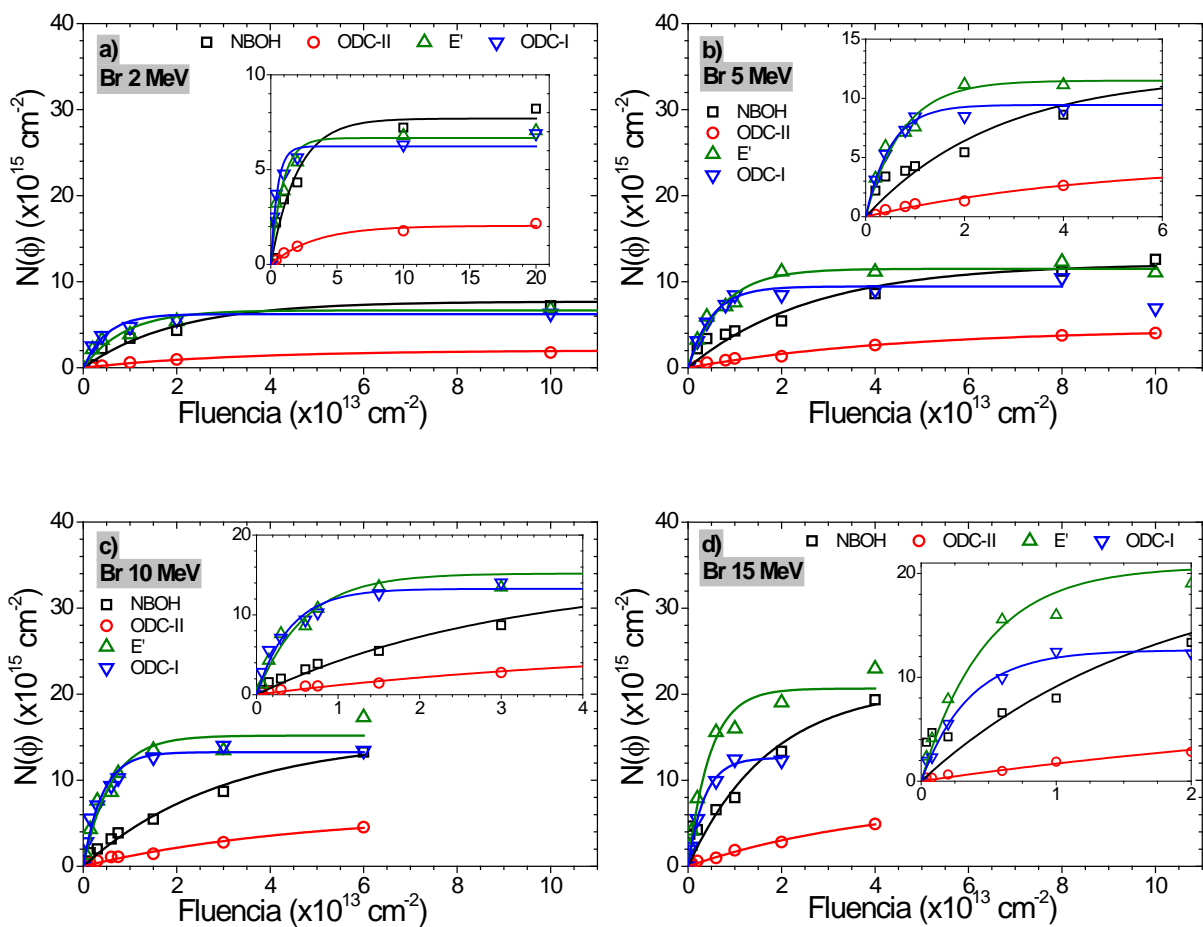 a)
NBOH ODC-II E' ODC-I
Br 2 MeV
10
5
0
0 5 10 15 20
40
30
20
10
0
N(ϕ) (x10^15 cm^-2)
0 2 4 6 8 10
Fluencia (x10^13 cm^-2)
b)
Br 5 MeV
NBOH
ODC-II
E'
ODC-I
15
10
5
0
0 2 4 6
40
30
20
10
0
N(ϕ) (x10^15 cm^-2)
0 2 4 6 8 10
Fluencia (x10^13 cm^-2)
c)
Br 10 MeV
NBOH
ODC-II
E'
ODC-I
20
10
0
0 1 2 3 4
40
30
20
10
0
N(ϕ) (x10^15 cm^-2)
0 2 4 6 8 10
Fluencia (x10^13 cm^-2)
d)
NBOH ODC-II E' ODC-I
Br 15 MeV
20
10
0
0 1 2
40
30
20
10
0
N(ϕ) (x10^15 cm^-2)
0 2 4 6 8 10
Fluencia (x10^13 cm^-2)